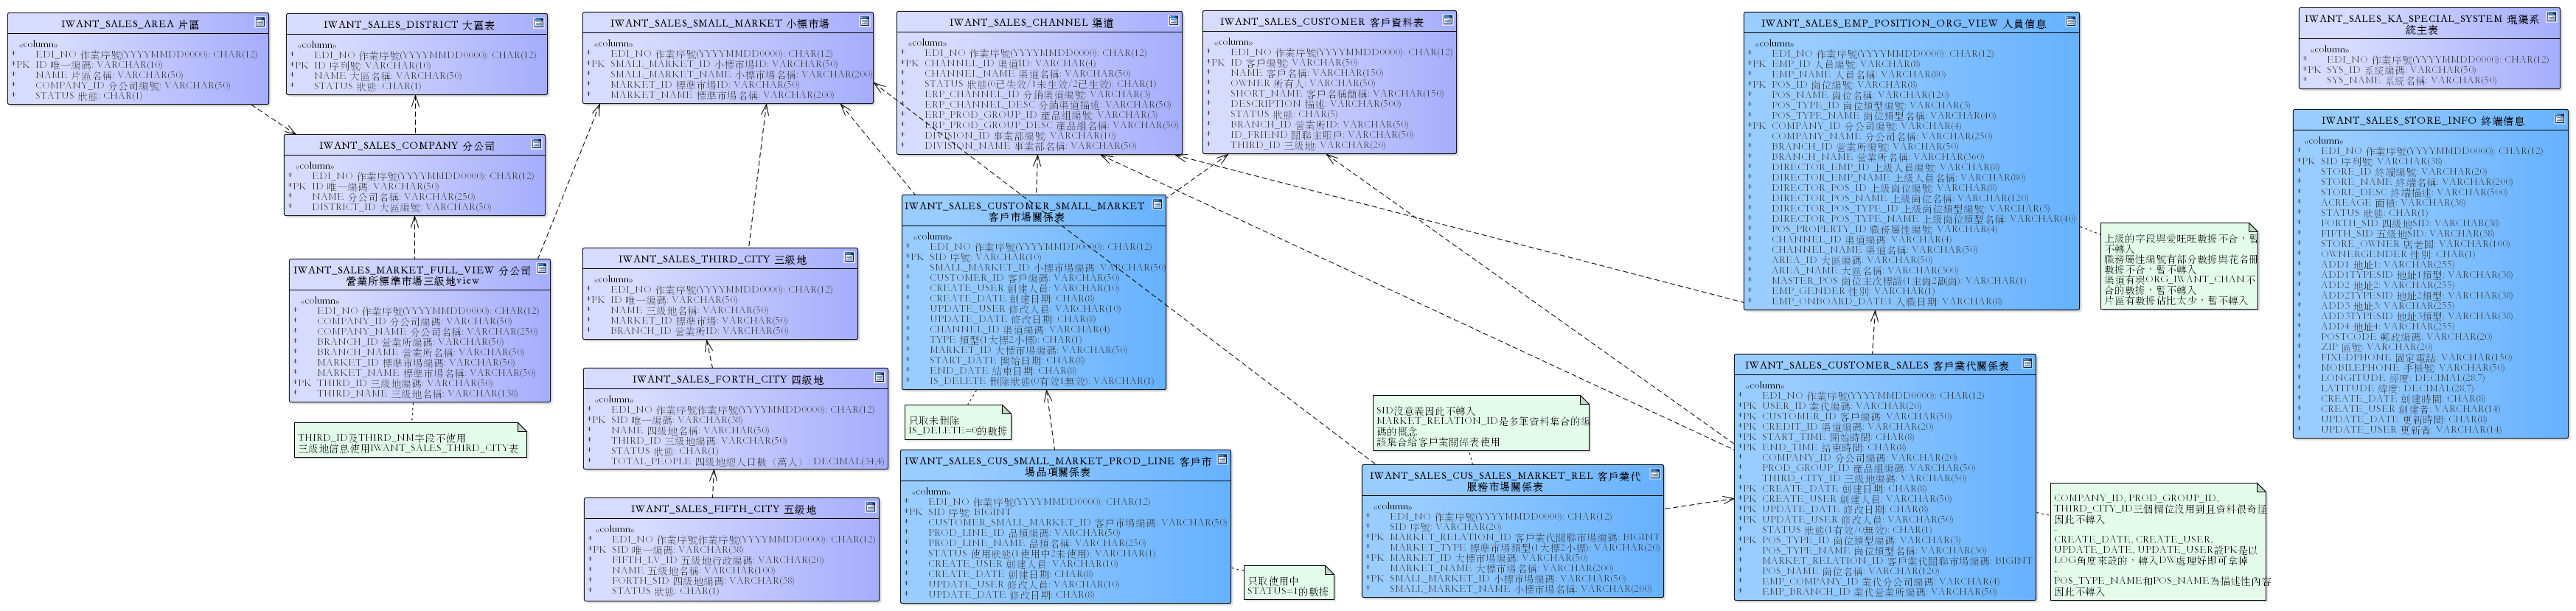 IWANT_SALES_AREA 片區
«column»
* EDI_NO 作業序號(YYYYMMDD0000): CHAR(12)
*PK ID 唯一編碼: VARCHAR(10)
* NAME 片區名稱: VARCHAR(50)
* COMPANY_ID 分公司編號: VARCHAR(50)
* STATUS 狀態: CHAR(1)
IWANT_SALES_DISTRICT 大區表
«column»
* EDI_NO 作業序號(YYYYMMDD0000): CHAR(12)
*PK ID 序列號: VARCHAR(10)
* NAME 大區名稱: VARCHAR(50)
* STATUS 狀態: CHAR(1)
IWANT_SALES_COMPANY 分公司
«column»
* EDI_NO 作業序號(YYYYMMDD0000): CHAR(12)
*PK ID 唯一編碼: VARCHAR(50)
* NAME 分公司名稱: VARCHAR(250)
* DISTRICT_ID 大區編號: VARCHAR(50)
IWANT_SALES_MARKET_FULL_VIEW 分公司
營業所標準市場三級地view
«column»
* EDI_NO 作業序號(YYYYMMDD0000): CHAR(12)
* COMPANY_ID 分公司編碼: VARCHAR(50)
* COMPANY_NAME 分公司名稱: VARCHAR(250)
* BRANCH_ID 營業所編碼: VARCHAR(50)
* BRANCH_NAME 營業所名稱: VARCHAR(50)
* MARKET_ID 標準市場編碼: VARCHAR(50)
* MARKET_NAME 標準市場名稱: VARCHAR(50)
*PK THIRD_ID 三級地編碼: VARCHAR(50)
* THIRD_NAME 三級地名稱: VARCHAR(138)
THIRD_ID及THIRD_NM字段不使用
三級地信息使用IWANT_SALES_THIRD_CITY表
IWANT_SALES_SMALL_MARKET 小標市場
«column»
* EDI_NO 作業序號(YYYYMMDD0000): CHAR(12)
*PK SMALL_MARKET_ID 小標市場ID: VARCHAR(50)
* SMALL_MARKET_NAME 小標市場名稱: VARCHAR(200)
* MARKET_ID 標準市場ID: VARCHAR(50)
* MARKET_NAME 標準市場名稱: VARCHAR(200)
IWANT_SALES_THIRD_CITY 三級地
«column»
* EDI_NO 作業序號(YYYYMMDD0000): CHAR(12)
*PK ID 唯一編碼: VARCHAR(50)
* NAME 三級地名稱: VARCHAR(50)
* MARKET_ID 標準市場: VARCHAR(50)
* BRANCH_ID 營業所ID: VARCHAR(50)
IWANT_SALES_FORTH_CITY 四級地
«column»
* EDI_NO 作業序號作業序號(YYYYMMDD0000): CHAR(12)
*PK SID 唯一編碼: VARCHAR(38)
* NAME 四級地名稱: VARCHAR(50)
* THIRD_ID 三級地編碼: VARCHAR(50)
* STATUS 狀態: CHAR(1)
* TOTAL_PEOPLE 四級地總人口數（萬人）: DECIMAL(34,4)
IWANT_SALES_FIFTH_CITY 五級地
«column»
* EDI_NO 作業序號作業序號(YYYYMMDD0000): CHAR(12)
*PK SID 唯一編碼: VARCHAR(38)
* FIFTH_LV_ID 五級地行政編碼: VARCHAR(20)
* NAME 五級地名稱: VARCHAR(100)
* FORTH_SID 四級地編碼: VARCHAR(38)
* STATUS 狀態: CHAR(1)
IWANT_SALES_CHANNEL 渠道
«column»
* EDI_NO 作業序號(YYYYMMDD0000): CHAR(12)
*PK CHANNEL_ID 渠道ID: VARCHAR(4)
* CHANNEL_NAME 渠道名稱: VARCHAR(50)
* STATUS 狀態(0已失效/1未生效/2已生效): CHAR(1)
* ERP_CHANNEL_ID 分銷渠道編號: VARCHAR(3)
* ERP_CHANNEL_DESC 分銷渠道描述: VARCHAR(50)
* ERP_PROD_GROUP_ID 產品組編號: VARCHAR(3)
* ERP_PROD_GROUP_DESC 產品組名稱: VARCHAR(50)
* DIVISION_ID 事業部編號: VARCHAR(10)
* DIVISION_NAME 事業部名稱: VARCHAR(50)
IWANT_SALES_CUSTOMER 客戶資料表
«column»
* EDI_NO 作業序號(YYYYMMDD0000): CHAR(12)
*PK ID 客戶編號: VARCHAR(50)
* NAME 客戶名稱: VARCHAR(150)
* OWNER 所有人: VARCHAR(50)
* SHORT_NAME 客戶名稱簡稱: VARCHAR(150)
* DESCRIPTION 描述: VARCHAR(500)
* STATUS 狀態: CHAR(5)
* BRANCH_ID 營業所ID: VARCHAR(50)
* ID_FRIEND 關聯主賬戶: VARCHAR(50)
* THIRD_ID 三級地: VARCHAR(20)
IWANT_SALES_CUSTOMER_SMALL_MARKET
客戶市場關係表
«column»
* EDI_NO 作業序號(YYYYMMDD0000): CHAR(12)
*PK SID 序號: VARCHAR(10)
* SMALL_MARKET_ID 小標市場編碼: VARCHAR(50)
* CUSTOMER_ID 客戶編碼: VARCHAR(50)
* CREATE_USER 創建人員: VARCHAR(10)
* CREATE_DATE 創建日期: CHAR(8)
* UPDATE_USER 修改人員: VARCHAR(10)
* UPDATE_DATE 修改日期: CHAR(8)
* CHANNEL_ID 渠道編碼: VARCHAR(4)
* TYPE 類型(1大標2小標): CHAR(1)
* MARKET_ID 大標市場編碼: VARCHAR(50)
* START_DATE 開始日期: CHAR(8)
* END_DATE 結束日期: CHAR(8)
* IS_DELETE 刪除狀態(0有效1無效): VARCHAR(1)
只取未刪除
IS_DELETE=0的數據
IWANT_SALES_CUS_SMALL_MARKET_PROD_LINE 客戶市
場品項關係表
«column»
* EDI_NO 作業序號(YYYYMMDD0000): CHAR(12)
*PK SID 序號: BIGINT
* CUSTOMER_SMALL_MARKET_ID 客戶市場編碼: VARCHAR(50)
* PROD_LINE_ID 品類編碼: VARCHAR(50)
* PROD_LINE_NAME 品類名稱: VARCHAR(250)
* STATUS 使用狀態(1使用中2未使用): VARCHAR(1)
* CREATE_USER 創建人員: VARCHAR(10)
* CREATE_DATE 創建日期: CHAR(8)
* UPDATE_USER 修改人員: VARCHAR(10)
* UPDATE_DATE 修改日期: CHAR(8)
只取使用中
STATUS=1的數據
SID沒意義因此不轉入
MARKET_RELATION_ID是多筆資料集合的編
碼的概念
該集合給客戶業關係表使用
IWANT_SALES_CUS_SALES_MARKET_REL 客戶業代
服務市場關係表
«column»
* EDI_NO 作業序號(YYYYMMDD0000): CHAR(12)
* SID 序號: VARCHAR(20)
*PK MARKET_RELATION_ID 客戶業代關聯市場編碼: BIGINT
* MARKET_TYPE 標準市場類型(1大標2小標): VARCHAR(20)
*PK MARKET_ID 大標市場編碼: VARCHAR(50)
* MARKET_NAME 大標市場名稱: VARCHAR(200)
*PK SMALL_MARKET_ID 小標市場編碼: VARCHAR(50)
* SMALL_MARKET_NAME 小標市場名稱: VARCHAR(200)
IWANT_SALES_EMP_POSITION_ORG_VIEW 人員信息
«column»
* EDI_NO 作業序號(YYYYMMDD0000): CHAR(12)
*PK EMP_ID 人員編號: VARCHAR(8)
* EMP_NAME 人員名稱: VARCHAR(80)
*PK POS_ID 崗位編號: VARCHAR(8)
* POS_NAME 崗位名稱: VARCHAR(120)
* POS_TYPE_ID 崗位類型編號: VARCHAR(3)
* POS_TYPE_NAME 崗位類型名稱: VARCHAR(40)
*PK COMPANY_ID 分公司編號: VARCHAR(4)
* COMPANY_NAME 分公司名稱: VARCHAR(250)
* BRANCH_ID 營業所編號: VARCHAR(50)
* BRANCH_NAME 營業所名稱: VARCHAR(360)
* DIRECTOR_EMP_ID 上級人員編號: VARCHAR(8)
* DIRECTOR_EMP_NAME 上級人員名稱: VARCHAR(80)
* DIRECTOR_POS_ID 上級崗位編號: VARCHAR(8)
* DIRECTOR_POS_NAME 上級崗位名稱: VARCHAR(120)
* DIRECTOR_POS_TYPE_ID 上級崗位類型編號: VARCHAR(3)
* DIRECTOR_POS_TYPE_NAME 上級崗位類型名稱: VARCHAR(40)
* POS_PROPERTY_ID 職務屬性編號: VARCHAR(4)
* CHANNEL_ID 渠道編碼: VARCHAR(4)
* CHANNEL_NAME 渠道名稱: VARCHAR(50)
* AREA_ID 大區編碼: VARCHAR(50)
* AREA_NAME 大區名稱: VARCHAR(300)
* MASTER_POS 崗位主次標識(1主崗2副崗): VARCHAR(1)
* EMP_GENDER 性別: VARCHAR(1)
* EMP_ONBOARD_DATE1 入職日期: VARCHAR(8)
上級的字段與愛旺旺數據不合，暫
不轉入
職務屬性編號有部分數據與花名冊
數據不合，暫不轉入
渠道有與ORG_IWANT_CHAN不
合的數據，暫不轉入
片區有數據佔比太少，暫不轉入
IWANT_SALES_CUSTOMER_SALES 客戶業代關係表
«column»
* EDI_NO 作業序號(YYYYMMDD0000): CHAR(12)
*PK USER_ID 業代編碼: VARCHAR(20)
*PK CUSTOMER_ID 客戶編碼: VARCHAR(50)
*PK CREDIT_ID 渠道編碼: VARCHAR(20)
*PK START_TIME 開始時間: CHAR(8)
*PK END_TIME 結束時間: CHAR(8)
* COMPANY_ID 分公司編碼: VARCHAR(20)
* PROD_GROUP_ID 產品組編碼: VARCHAR(50)
* THIRD_CITY_ID 三級地編碼: VARCHAR(50)
*PK CREATE_DATE 創建日期: CHAR(8)
*PK CREATE_USER 創建人員: VARCHAR(50)
*PK UPDATE_DATE 修改日期: CHAR(8)
*PK UPDATE_USER 修改人員: VARCHAR(50)
* STATUS 狀態(1有效/0無效): CHAR(1)
*PK POS_TYPE_ID 崗位類型編碼: VARCHAR(3)
* POS_TYPE_NAME 崗位類型名稱: VARCHAR(30)
* MARKET_RELATION_ID 客戶業代關聯市場編碼: BIGINT
* POS_NAME 崗位名稱: VARCHAR(120)
* EMP_COMPANY_ID 業代分公司編碼: VARCHAR(4)
* EMP_BRANCH_ID 業代營業所編碼: VARCHAR(50)
COMPANY_ID, PROD_GROUP_ID,
THIRD_CITY_ID三個欄位沒用到且資料很奇怪
因此不轉入
-
CREATE_DATE, CREATE_USER,
UPDATE_DATE, UPDATE_USER設PK是以
LOG角度來設的，轉入DW處理好即可拿掉
-
POS_TYPE_NAME和POS_NAME為描述性內容
因此不轉入
IWANT_SALES_KA_SPECIAL_SYSTEM 現渠系
統主表
«column»
* EDI_NO 作業序號(YYYYMMDD0000): CHAR(12)
*PK SYS_ID 系統編碼: VARCHAR(50)
* SYS_NAME 系統名稱: VARCHAR(50)
IWANT_SALES_STORE_INFO 終端信息
«column»
* EDI_NO 作業序號(YYYYMMDD0000): CHAR(12)
*PK SID 序列號: VARCHAR(38)
* STORE_ID 終端編號: VARCHAR(20)
* STORE_NAME 終端名稱: VARCHAR(200)
* STORE_DESC 終端描述: VARCHAR(500)
* ACREAGE 面積: VARCHAR(38)
* STATUS 狀態: CHAR(1)
* FORTH_SID 四級地SID: VARCHAR(38)
* FIFTH_SID 五級地SID: VARCHAR(38)
* STORE_OWNER 店老闆: VARCHAR(100)
* OWNERGENDER 性別: CHAR(1)
* ADD1 地址1: VARCHAR(255)
* ADD1TYPESID 地址1類型: VARCHAR(38)
* ADD2 地址2: VARCHAR(255)
* ADD2TYPESID 地址2類型: VARCHAR(38)
* ADD3 地址3: VARCHAR(255)
* ADD3TYPESID 地址3類型: VARCHAR(38)
* ADD4 地址4: VARCHAR(255)
* POSTCODE 郵政編碼: VARCHAR(20)
* ZIP 區號: VARCHAR(20)
* FIXEDPHONE 固定電話: VARCHAR(150)
* MOBILEPHONE 手機號: VARCHAR(50)
* LONGITUDE 經度: DECIMAL(28,7)
* LATITUDE 緯度: DECIMAL(28,7)
* CREATE_DATE 創建時間: CHAR(8)
* CREATE_USER 創建者: VARCHAR(14)
* UPDATE_DATE 更新時間: CHAR(8)
* UPDATE_USER 更新者: VARCHAR(14)